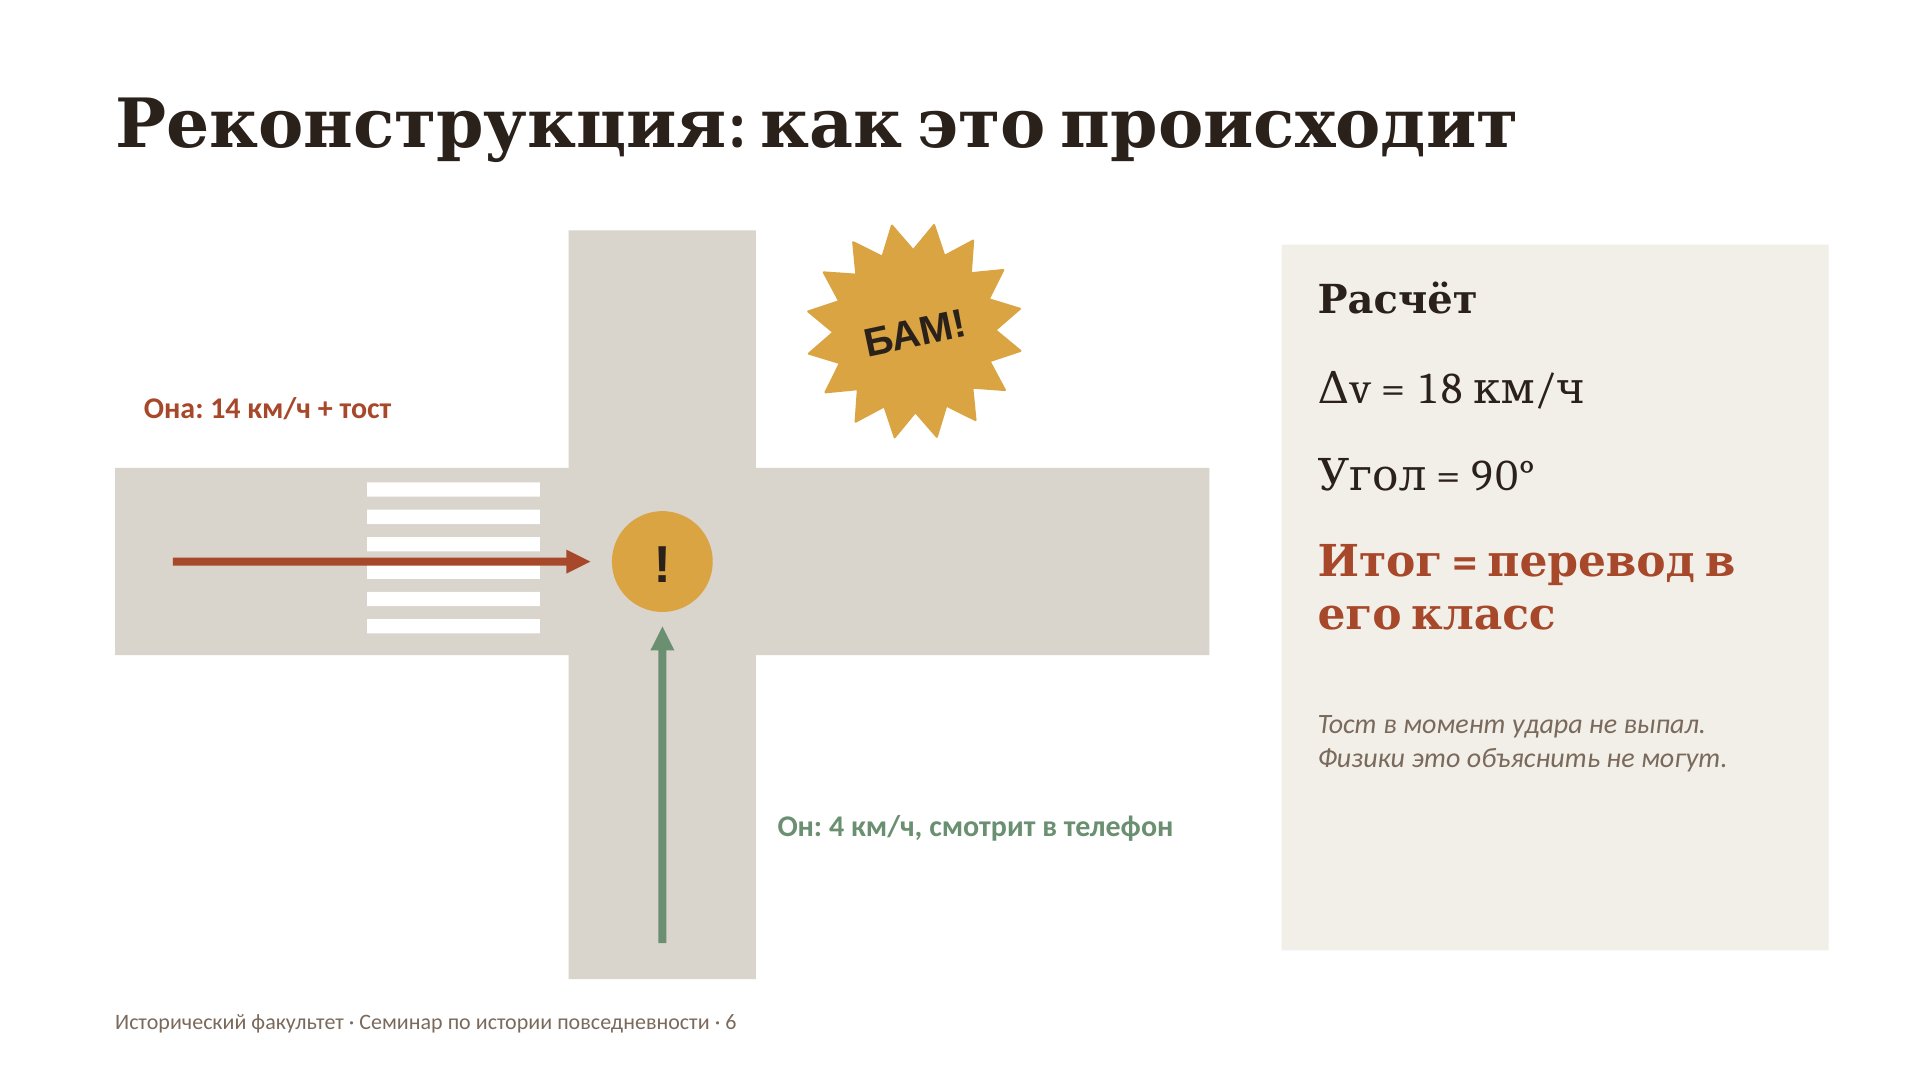 Реконструкция: как это происходит
БАМ!
Она: 14 км/ч + тост
!
Он: 4 км/ч, смотрит в телефон
Расчёт
Δv = 18 км/ч
Угол = 90°
Итог = перевод в
его класс
Тост в момент удара не выпал.
Физики это объяснить не могут.
Исторический факультет · Семинар по истории повседневности · 6